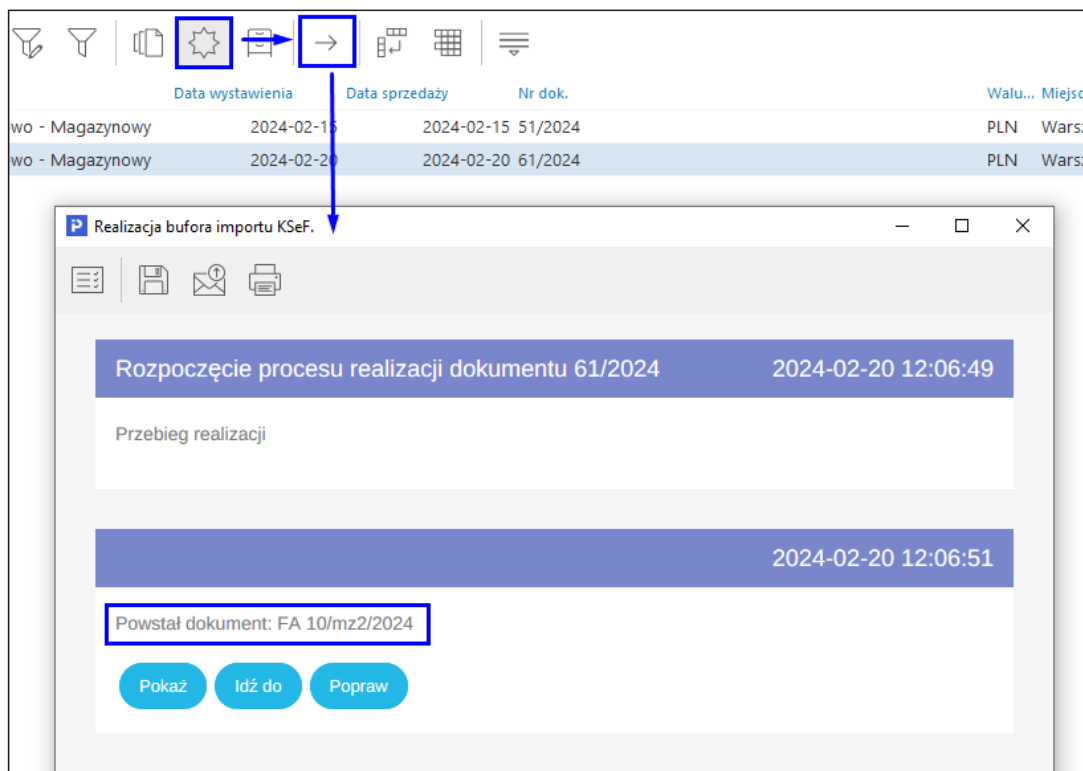 Data wystawienia Data sprzedaży Nr dok. Walu... Miejsc
wo - Magazynowy 2024-02-15 2024-02-15 51/2024 PLN Wars
wo - Magazynowy 2024-02-20 2024-02-20 61/2024 PLN Wars
Realizacja bufora importu KSeF.
Rozpoczęcie procesu realizacji dokumentu 61/2024 2024-02-20 12:06:49
Przebieg realizacji
2024-02-20 12:06:51
Powstał dokument: FA 10/mz2/2024
Pokaż Idź do Popraw